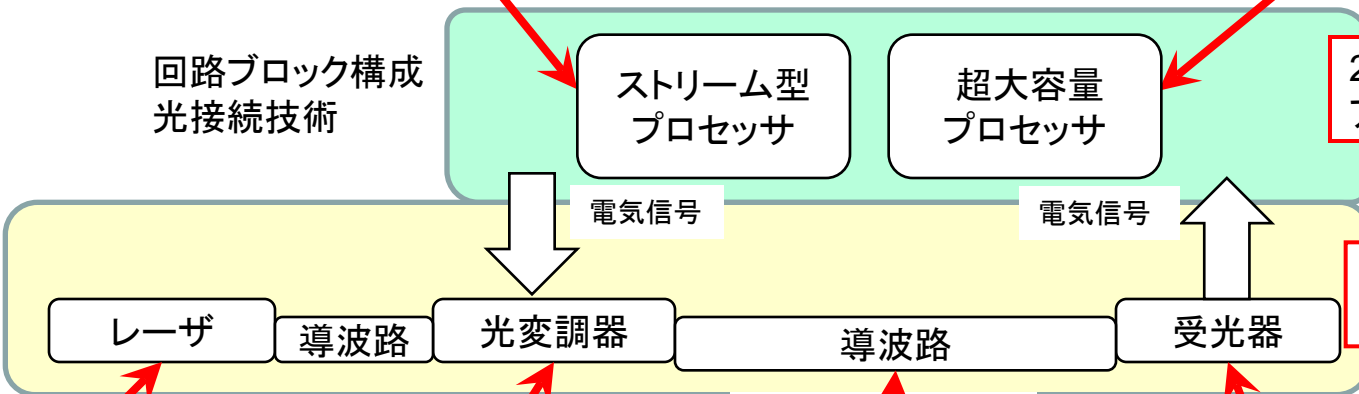 回路ブロック構成
光接続技術
ストリーム型
プロセッサ
超大容量
プロセッサ
2
電気信号
電気信号
レーザ
導波路
光変調器
導波路
受光器